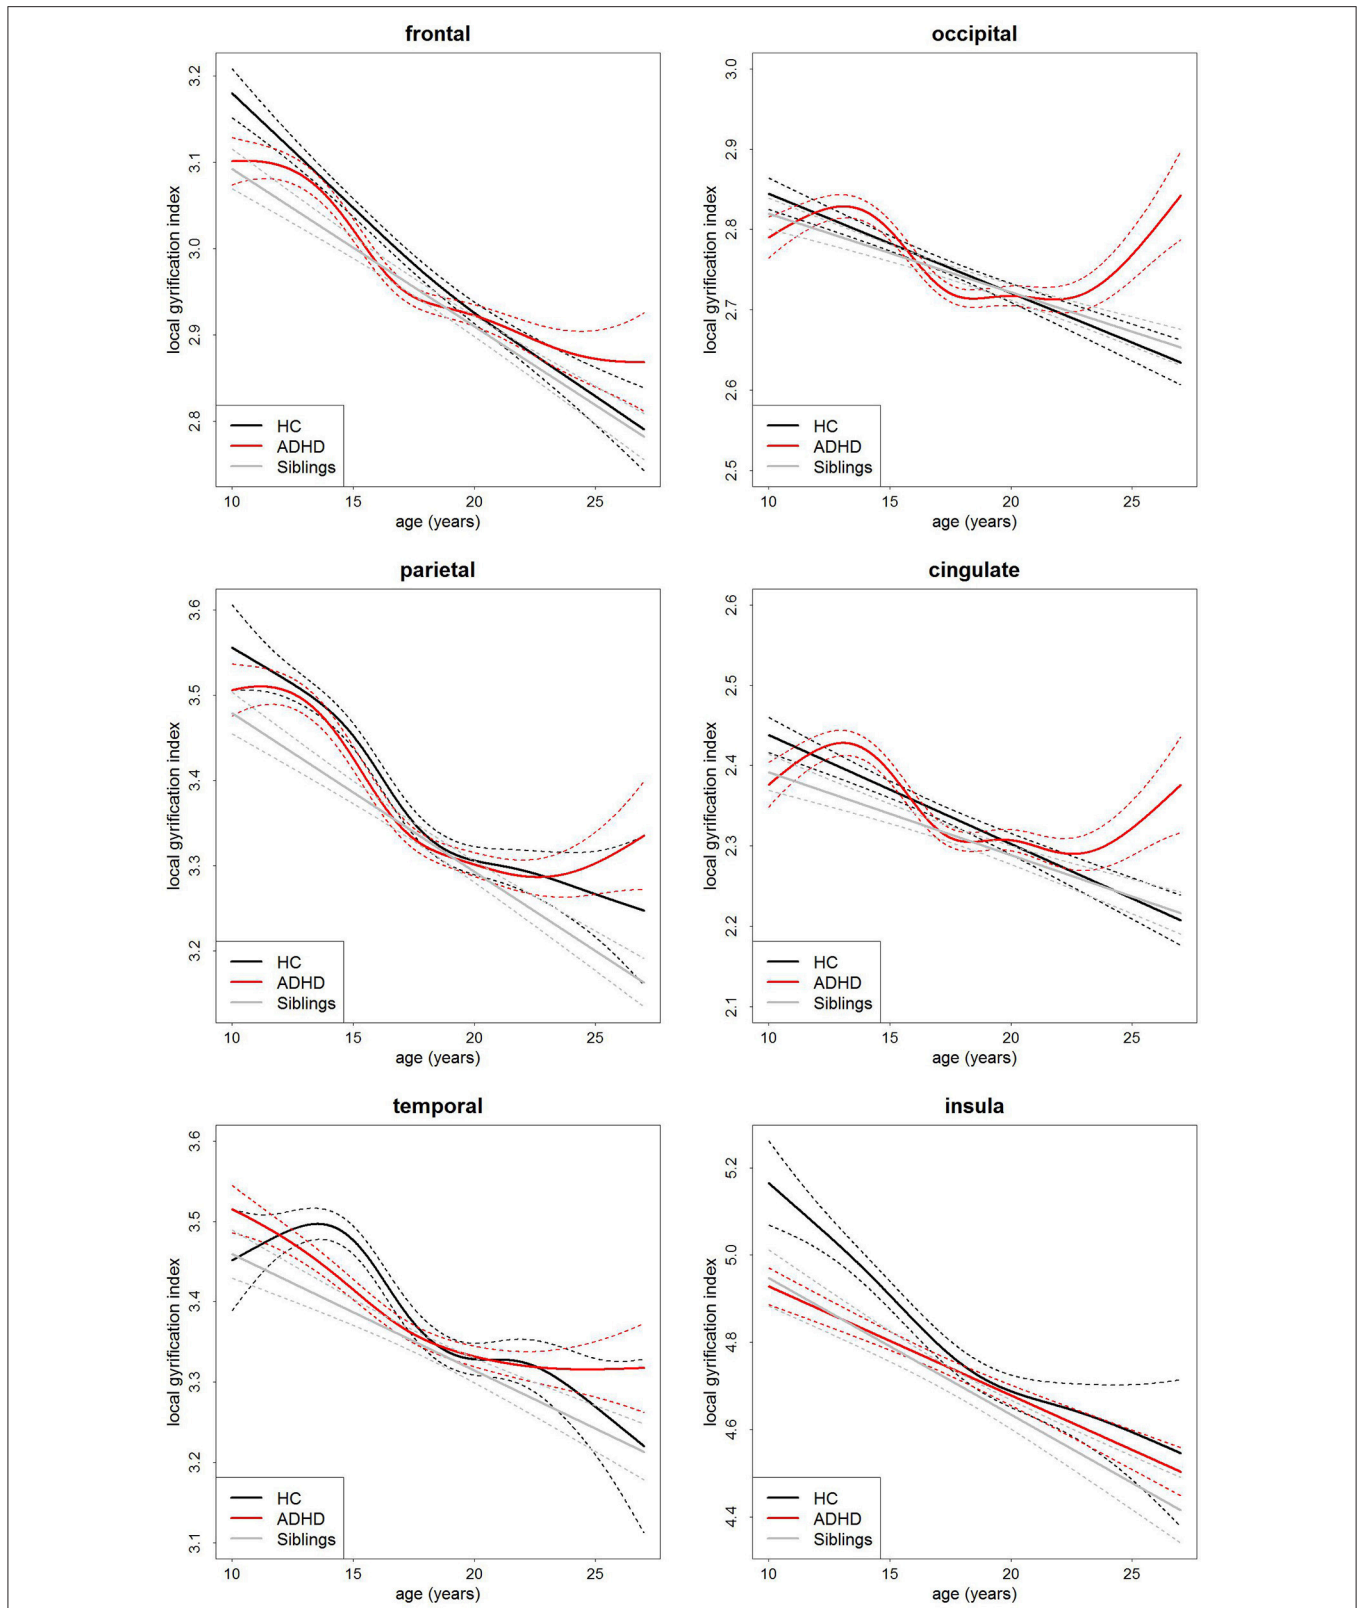 frontal
local gyrification index
3.2
3.1
3.0
2.9
2.8
HC
ADHD
Siblings
10 15 20 25
age (years)
occipital
local gyrification index
3.0
2.9
2.8
2.7
2.6
2.5
HC
ADHD
Siblings
10 15 20 25
age (years)
parietal
local gyrification index
3.6
3.5
3.4
3.3
3.2
HC
ADHD
Siblings
10 15 20 25
age (years)
cingulate
local gyrification index
2.6
2.5
2.4
2.3
2.2
2.1
HC
ADHD
Siblings
10 15 20 25
age (years)
temporal
local gyrification index
3.6
3.5
3.4
3.3
3.2
3.1
HC
ADHD
Siblings
10 15 20 25
age (years)
insula
local gyrification index
5.2
5.0
4.8
4.6
4.4
HC
ADHD
Siblings
10 15 20 25
age (years)